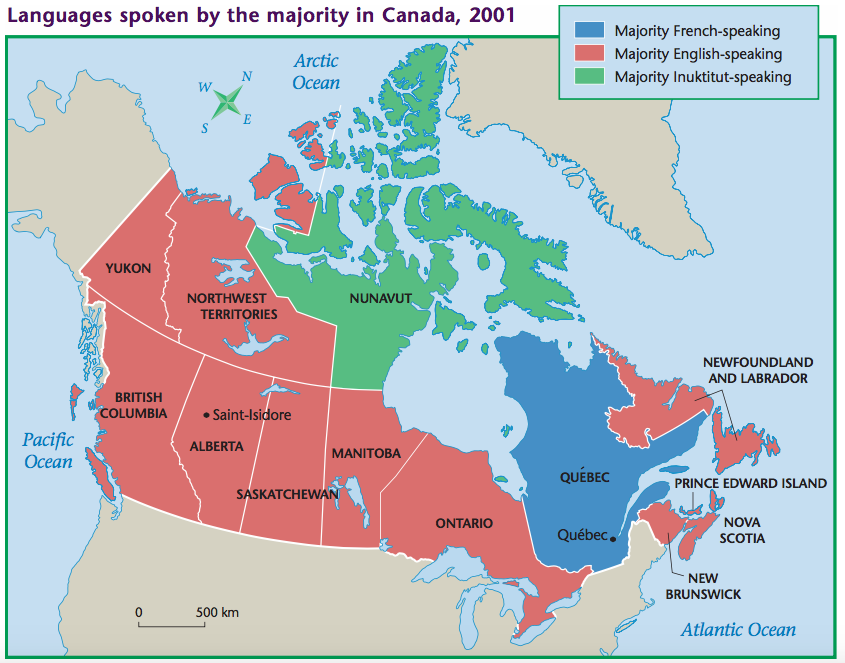 Languages spoken by the majority in Canada, 2001
Majority French-speaking
Majority English-speaking
Majority Inuktitut-speaking
Arctic
Ocean
N
W
S
E
YUKON
NORTHWEST
TERRITORIES
NUNAVUT
NEWFOUNDLAND
AND LABRADOR
BRITISH
COLUMBIA
Saint-Isidore
Pacific
Ocean
ALBERTA
MANITOBA
SASKATCHEWAN
QUÉBEC
PRINCE EDWARD ISLAND
ONTARIO
Québec
NOVA
SCOTIA
NEW
BRUNSWICK
0 500 km
Atlantic Ocean